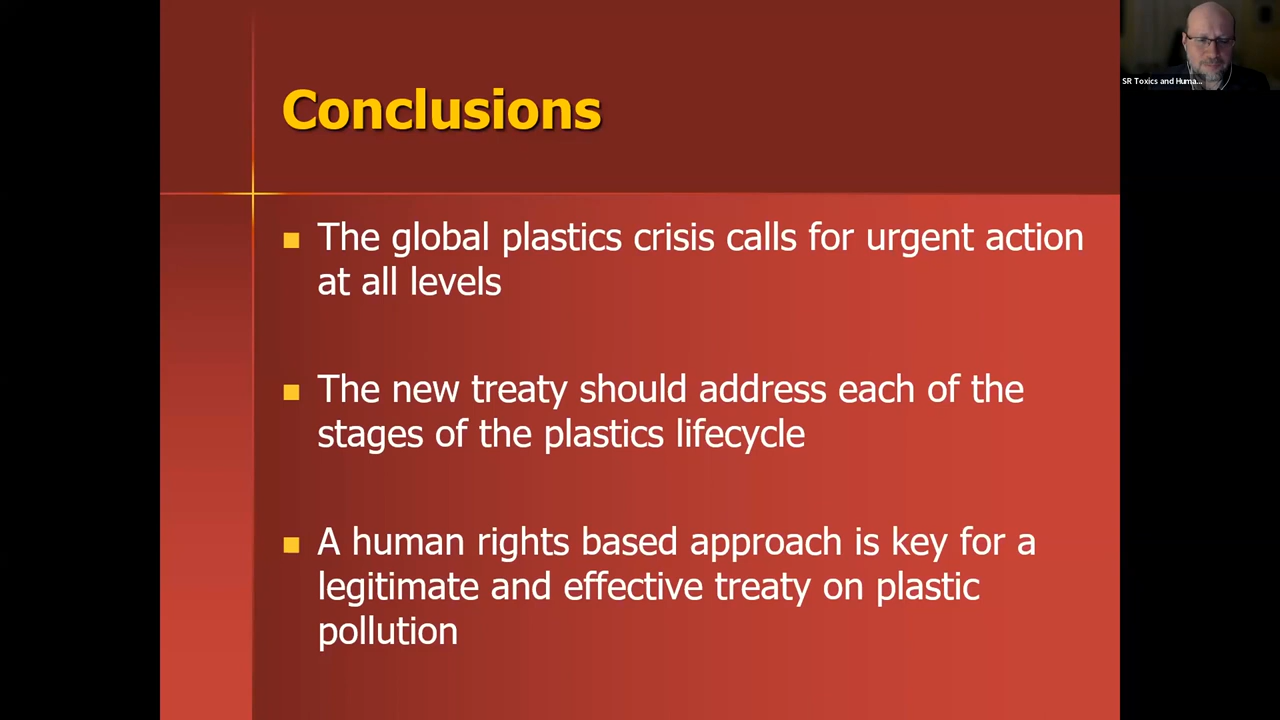 Conclusions
The global plastics crisis calls for urgent action
at all levels
The new treaty should address each of the
stages of the plastics lifecycle
A human rights based approach is key for a
legitimate and effective treaty on plastic
pollution
SR Toxics and Huma...